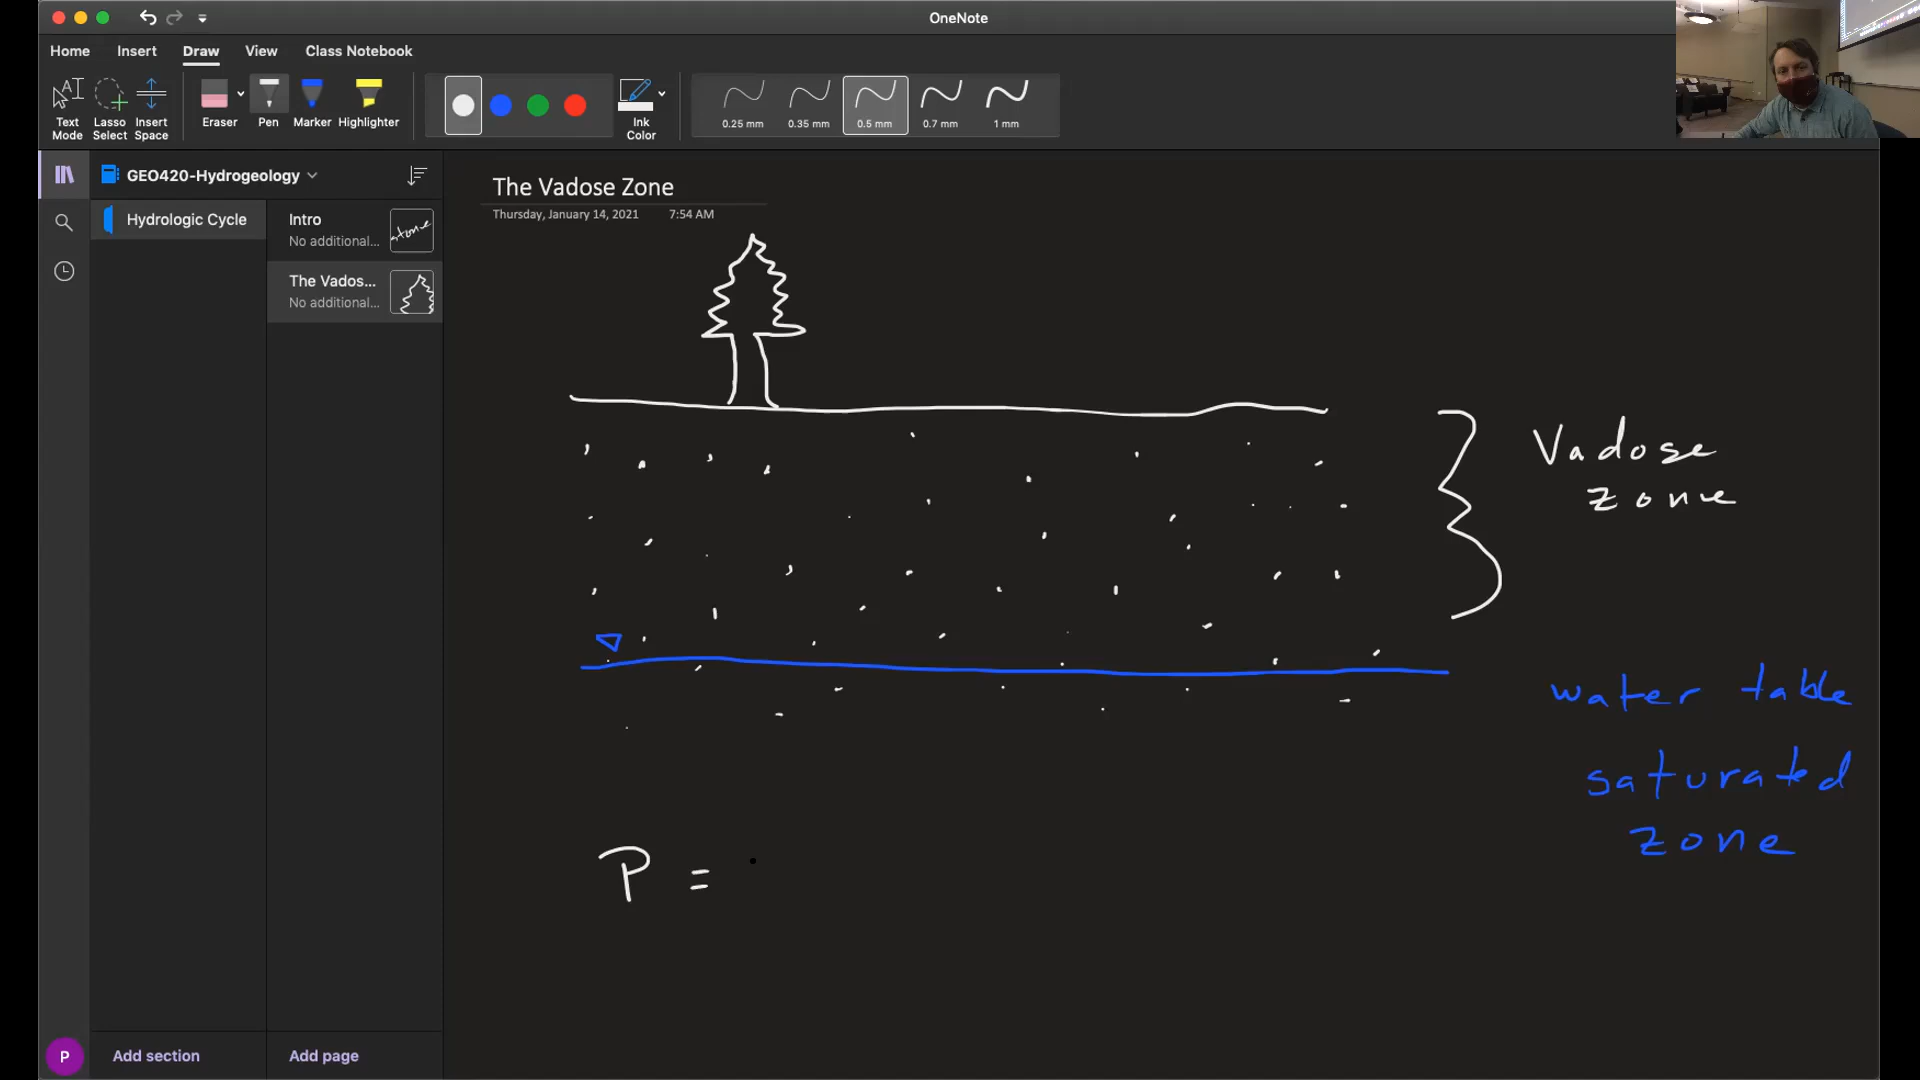 OneNote
Home Insert Draw View Class Notebook
Text Mode
Lasso Select
Insert Space
Eraser
Pen
Marker
Highlighter
Ink Color
0.25 mm
0.35 mm
0.5 mm
0.7 mm
1 mm
GEO420-Hydrogeology
Hydrologic Cycle
Intro
No additional...
The Vados...
No additional...
The Vadose Zone
Thursday, January 14, 2021 7:54 AM
Vadose
zone
water table
saturated
zone
P =
P
Add section
Add page